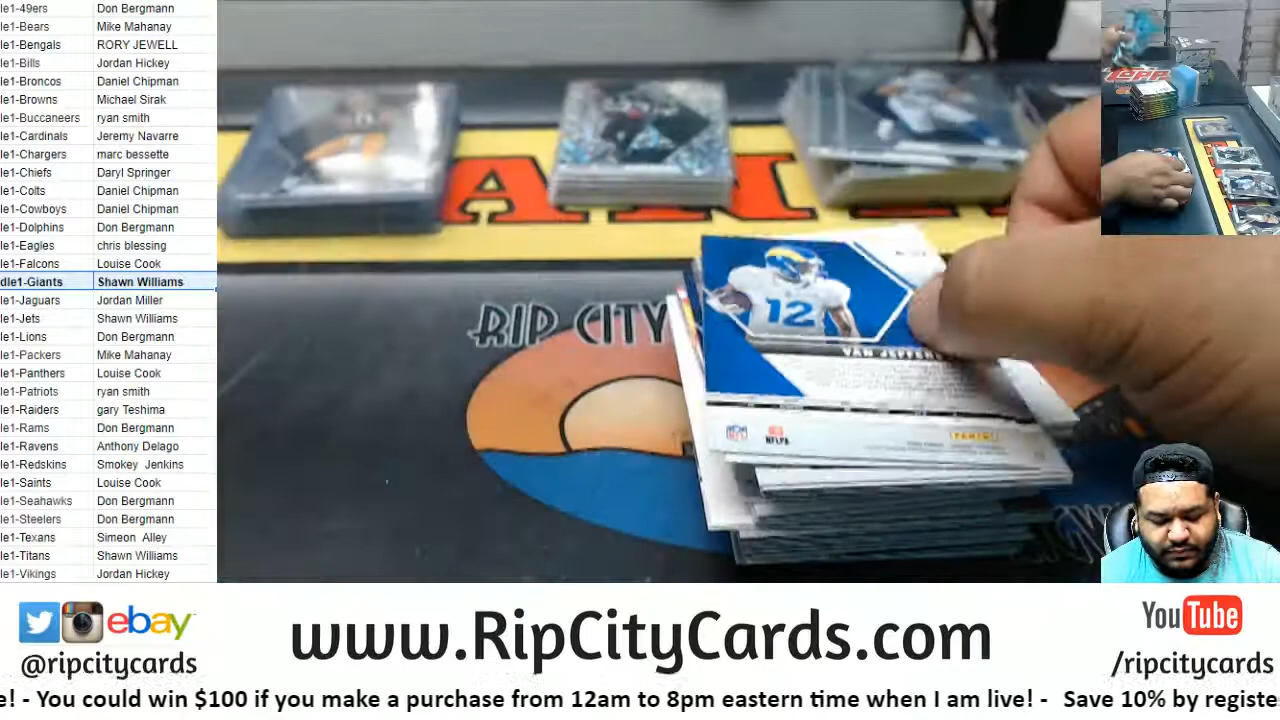 le1-49ers Don Bergmann
le1-Bears Mike Mahanay
le1-Bengals RORY JEWELL
le1-Bills Jordan Hickey
le1-Broncos Daniel Chipman
le1-Browns Michael Sirak
le1-Buccaneers ryan smith
le1-Cardinals Jeremy Navarre
le1-Chargers marc bessette
le1-Chiefs Daryl Springer
le1-Colts Daniel Chipman
le1-Cowboys Daniel Chipman
le1-Dolphins Don Bergmann
le1-Eagles chris blessing
le1-Falcons Louise Cook
dle1-Giants Shawn Williams
le1-Jaguars Jordan Miller
le1-Jets Shawn Williams
le1-Lions Don Bergmann
le1-Packers Mike Mahanay
le1-Panthers Louise Cook
le1-Patriots ryan smith
le1-Raiders gary Teshima
le1-Rams Don Bergmann
le1-Ravens Anthony Delago
le1-Redskins Smokey Jenkins
le1-Saints Louise Cook
le1-Seahawks Don Bergmann
le1-Steelers Don Bergmann
le1-Texans Simeon Alley
le1-Titans Shawn Williams
le1-Vikings Jordan Hickey
RIP CITY
12
VAN
NFLPA
PANINI
ebay
@ripcitycards
www.RipCityCards.com
YouTube
/ripcitycards
e! - You could win $100 if you make a purchase from 12am to 8pm eastern time when I am live! - Save 10% by registe